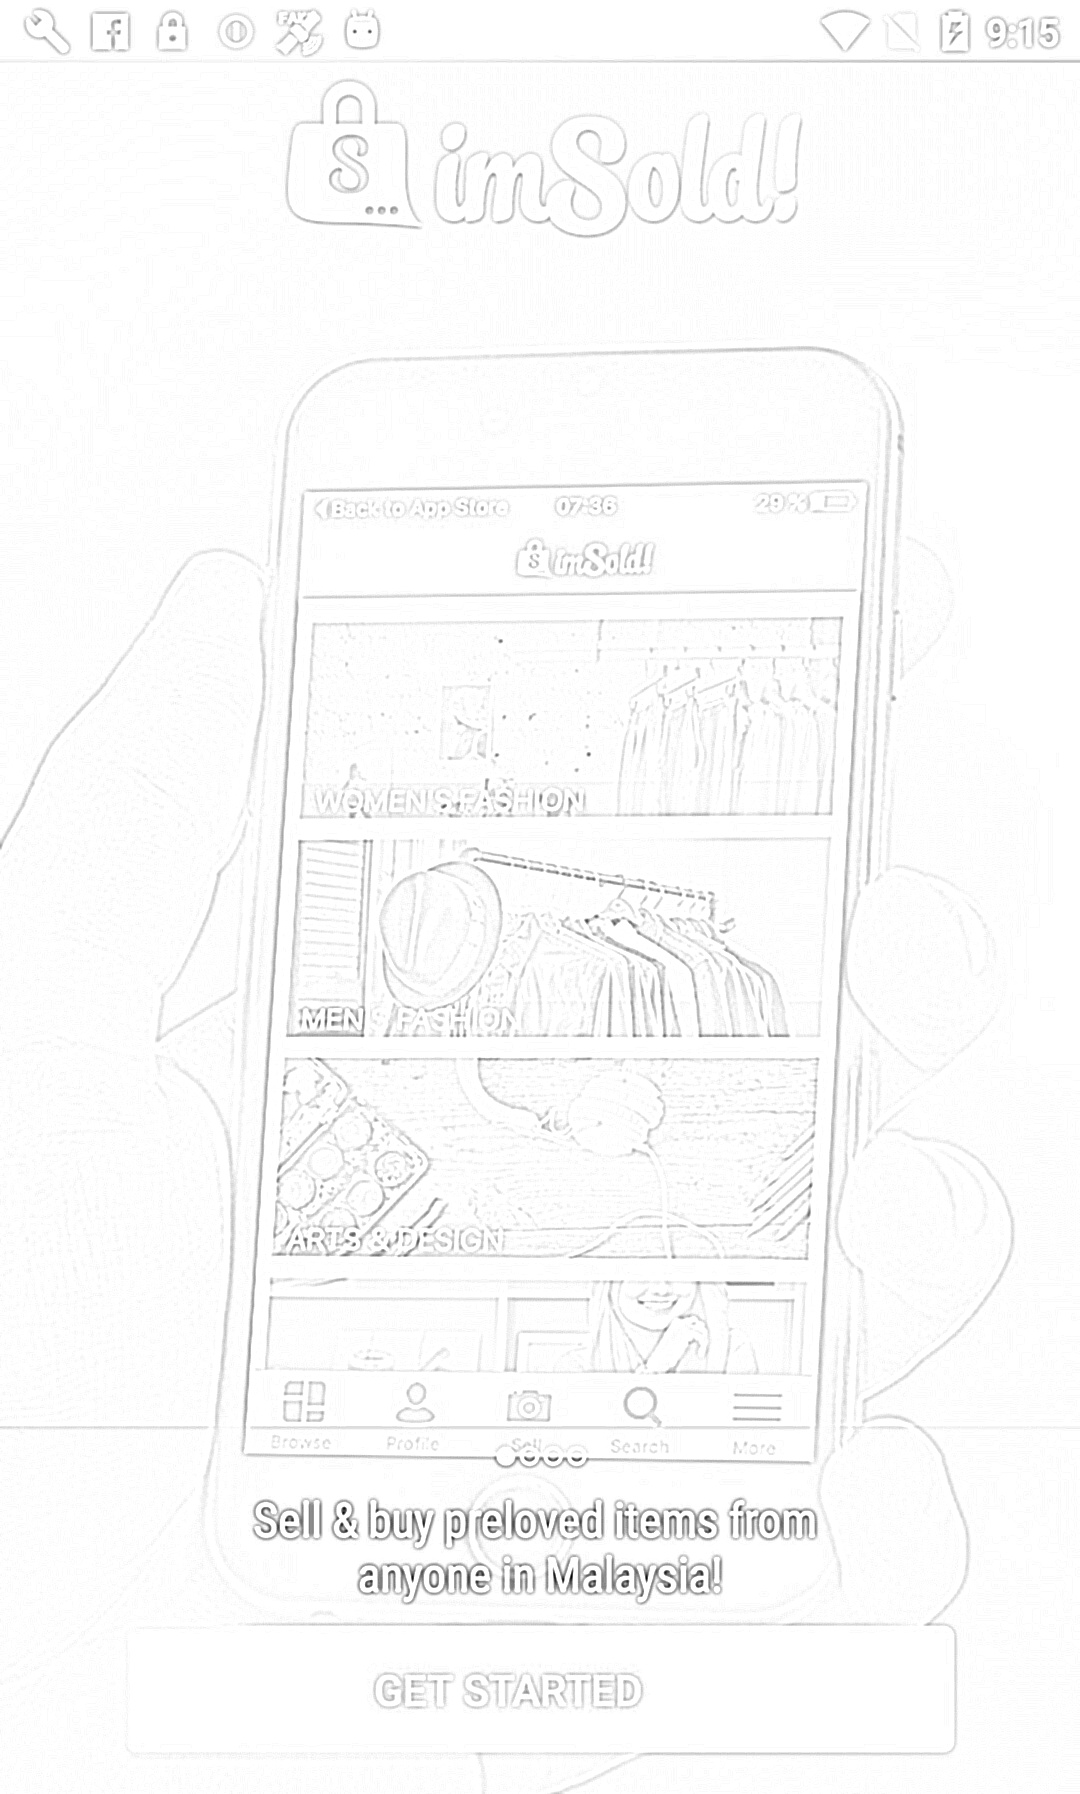 FAKE
9:15
S
imSold!
Back to App Store 07:36 29 %
S imSold!
WOMEN'S FASHION
MEN'S FASHION
ARTS & DESIGN
Browse Profile Sell Search More
Sell & buy preloved items from
anyone in Malaysia!
GET STARTED